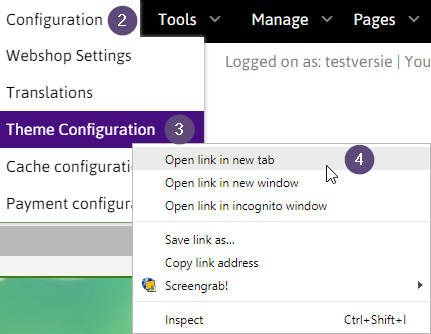 Configuration 2 Tools Manage Pages
Logged on as: testversie | You
Webshop Settings
Translations
Theme Configuration 3
Cache configuratio
Payment configura
Open link in new tab 4
Open link in new window
Open link in incognito window
Save link as...
Copy link address
Screengrab!
Inspect Ctrl+Shift+I